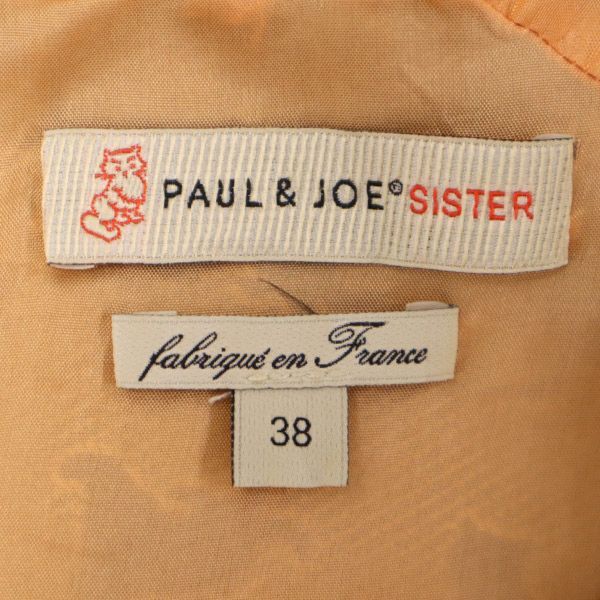 PAUL & JOE® SISTER
fabriqué en France
38